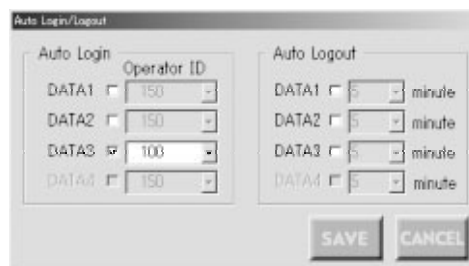 Auto Login/Logout
Auto Login
Operator ID
DATA1 150
DATA2 150
DATA3 100
DATA4 150
Auto Logout
DATA1 5 minute
DATA2 5 minute
DATA3 5 minute
DATA4 5 minute
SAVE CANCEL